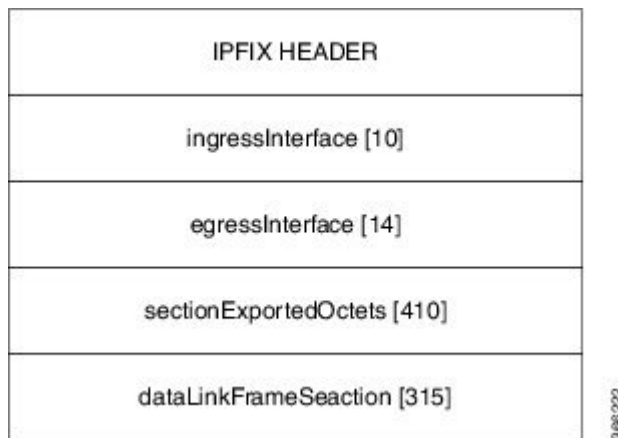 IPFIX HEADER
ingressInterface [10]
egressInterface [14]
sectionExportedOctets [410]
dataLinkFrameSeaction [315]